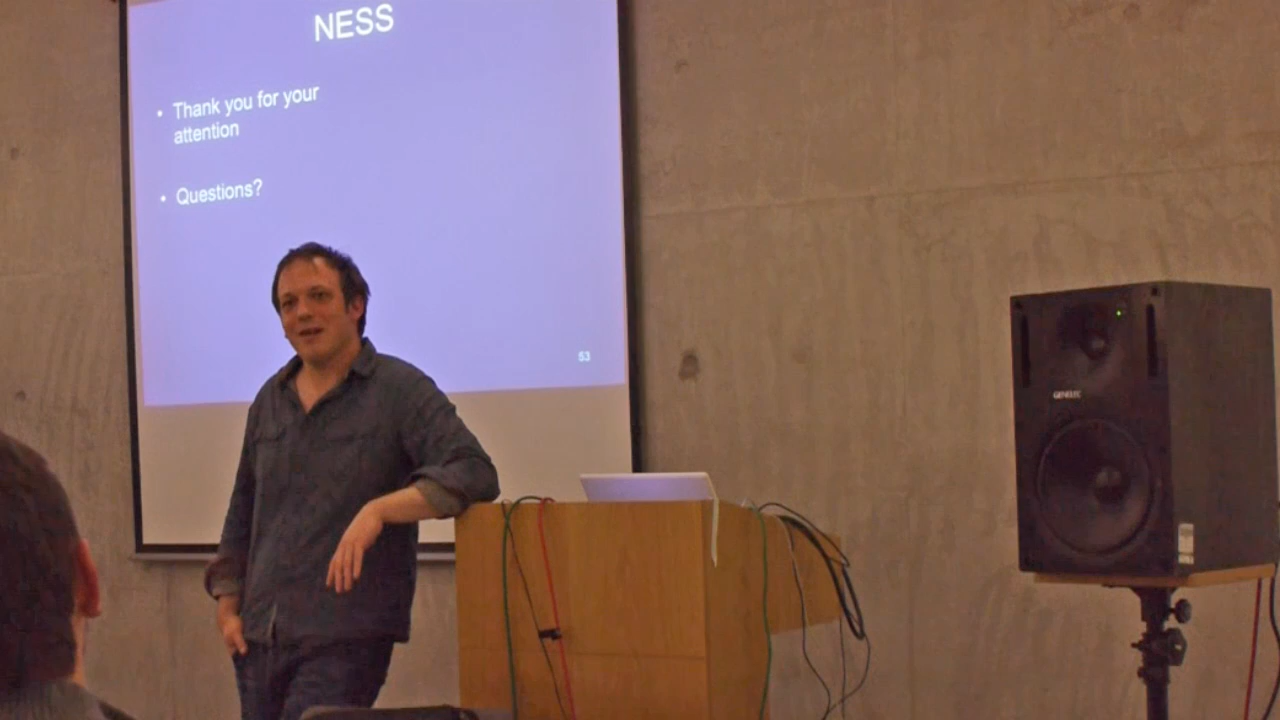 NESS
• Thank you for your
attention
• Questions?
53
GENELEC